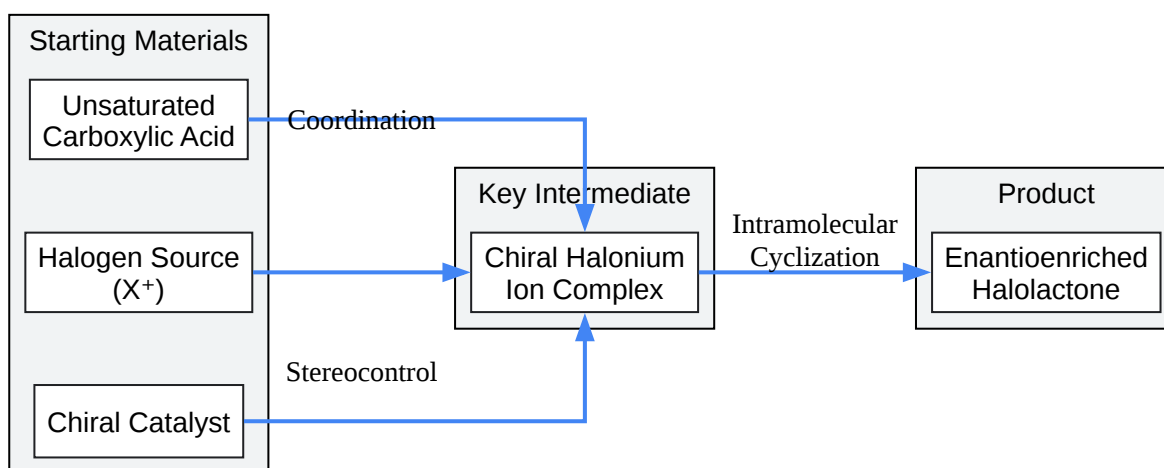 Starting Materials
Unsaturated
Carboxylic Acid
Coordination
Halogen Source
(X⁺)
Stereocontrol
Chiral Catalyst
Key Intermediate
Chiral Halonium
Ion Complex
Intramolecular
Cyclization
Product
Enantioenriched
Halolactone